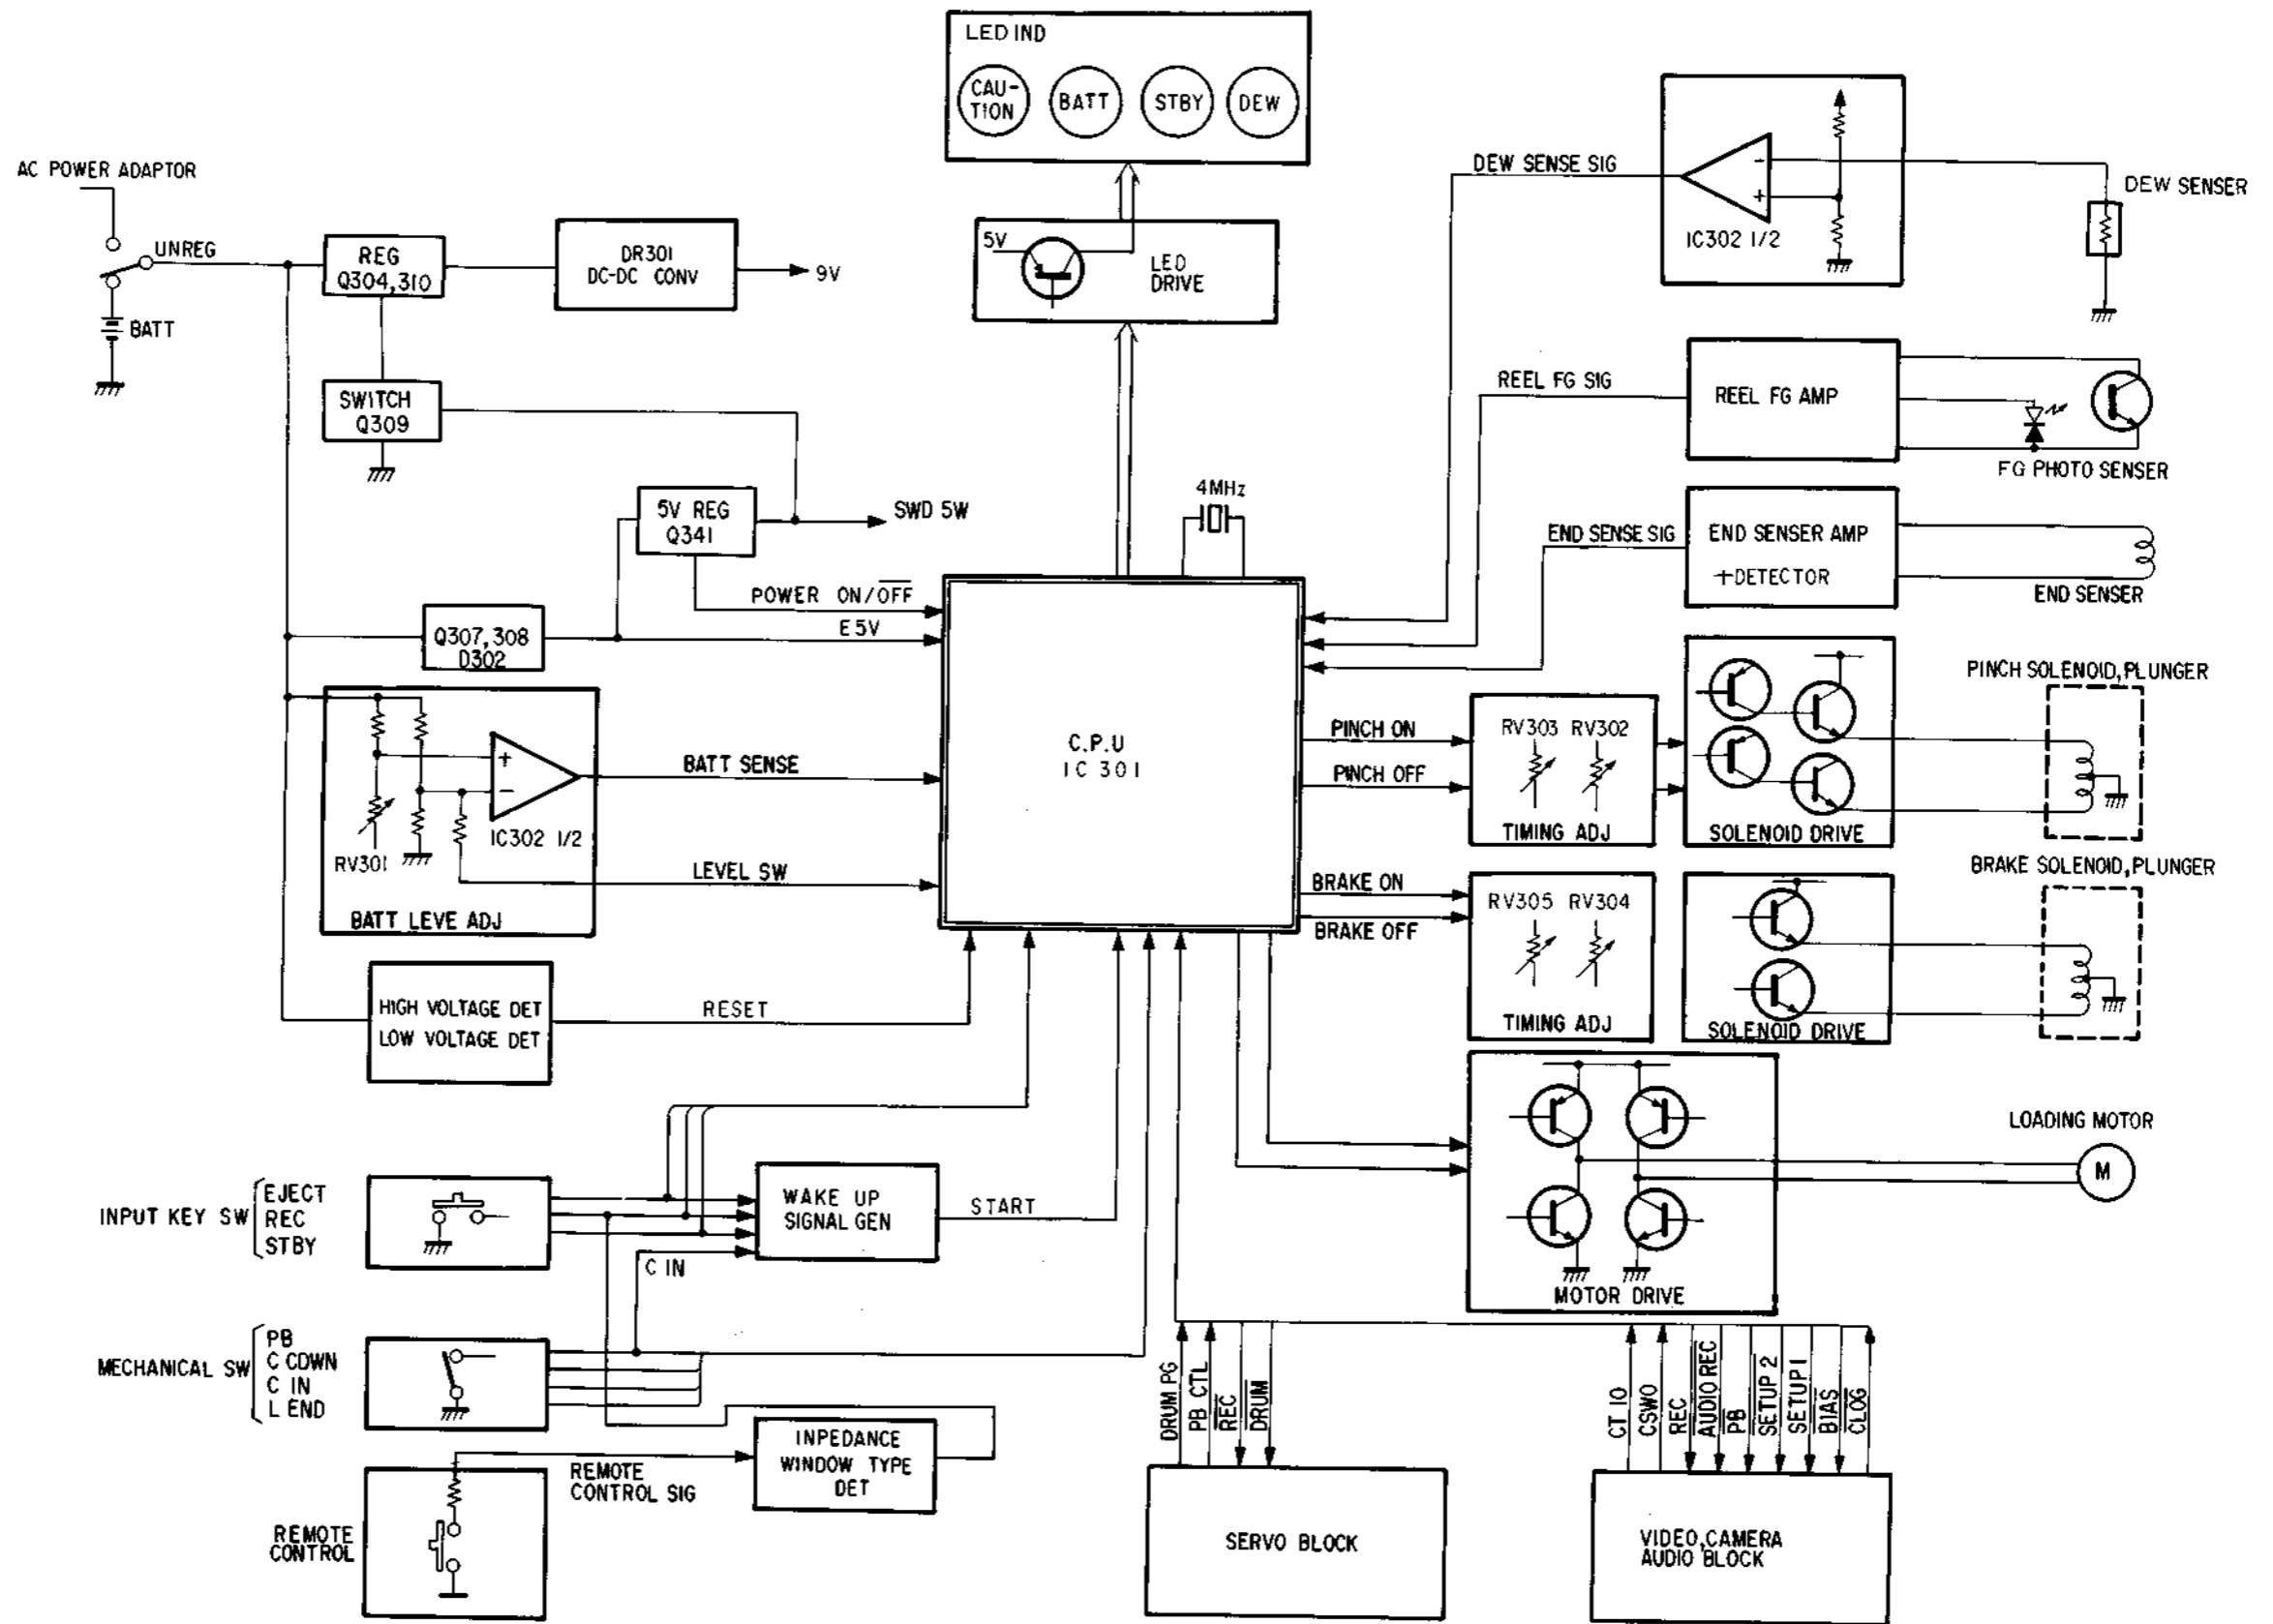 LED IND
CAU-
TION
BATT
STBY
DEW
AC POWER ADAPTOR
UNREG
BATT
REG
Q304,310
DR301
DC-DC CONV
9V
5V
LED
DRIVE
DEW SENSE SIG
IC302 1/2
DEW SENSER
SWITCH
Q309
REEL FG SIG
REEL FG AMP
FG PHOTO SENSER
5V REG
Q341
SWD 5W
4MHz
END SENSE SIG
END SENSER AMP
+DETECTOR
END SENSER
POWER ON/OFF
E5V
Q307,308
D302
C.P.U
IC 301
BATT SENSE
IC302 1/2
RV301
LEVEL SW
BATT LEVE ADJ
PINCH ON
PINCH OFF
RV303 RV302
TIMING ADJ
SOLENOID DRIVE
PINCH SOLENOID,PLUNGER
BRAKE ON
BRAKE OFF
RV305 RV304
TIMING ADJ
SOLENOID DRIVE
BRAKE SOLENOID,PLUNGER
HIGH VOLTAGE DET
LOW VOLTAGE DET
RESET
MOTOR DRIVE
LOADING MOTOR
M
INPUT KEY SW
EJECT
REC
STBY
WAKE UP
SIGNAL GEN
START
C IN
MECHANICAL SW
PB
C COWN
C IN
L END
INPEDANCE
WINDOW TYPE
DET
REMOTE
CONTROL SIG
REMOTE
CONTROL
DRUM PG
PB CTL
REC
DRUM
SERVO BLOCK
CT 10
CSWO
REC
AUDIO REC
PB
SETUP 2
SETUP 1
BIAS
CLOG
VIDEO,CAMERA
AUDIO BLOCK